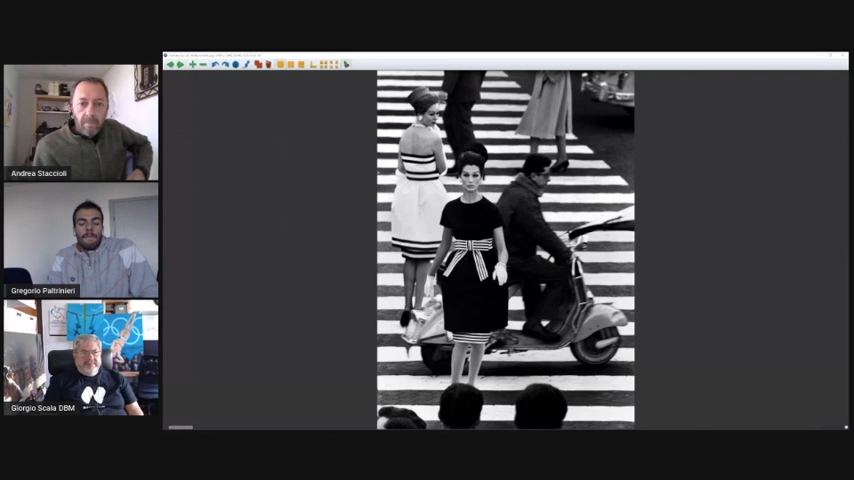 Andrea Staccioli
Gregorio Paltrinieri
Giorgio Scala DBM